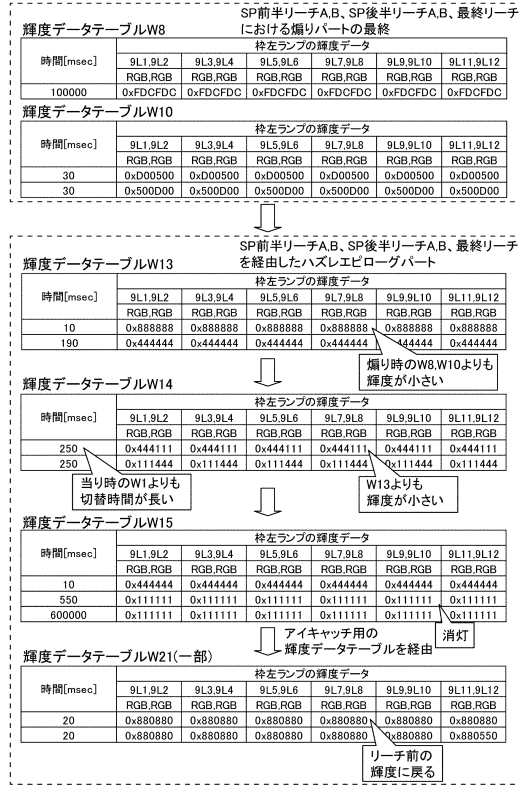 SP前半リーチA,B、SP後半リーチA,B、最終リーチ
における煽りパートの最終
輝度データテーブルW8
時間[msec]
枠左ランプの輝度データ
9L1,9L2 9L3,9L4 9L5,9L6 9L7,9L8 9L9,9L10 9L11,9L12
RGB,RGB RGB,RGB RGB,RGB RGB,RGB RGB,RGB RGB,RGB
100000 0xFDCFDC 0xFDCFDC 0xFDCFDC 0xFDCFDC 0xFDCFDC 0xFDCFDC
輝度データテーブルW10
時間[msec]
枠左ランプの輝度データ
9L1,9L2 9L3,9L4 9L5,9L6 9L7,9L8 9L9,9L10 9L11,9L12
RGB,RGB RGB,RGB RGB,RGB RGB,RGB RGB,RGB RGB,RGB
30 0xD00500 0xD00500 0xD00500 0xD00500 0xD00500 0xD00500
30 0x500D00 0x500D00 0x500D00 0x500D00 0x500D00 0x500D00
SP前半リーチA,B、SP後半リーチA,B、最終リーチ
を経由したハズレエピローグパート
輝度データテーブルW13
時間[msec]
枠左ランプの輝度データ
9L1,9L2 9L3,9L4 9L5,9L6 9L7,9L8 9L9,9L10 9L11,9L12
RGB,RGB RGB,RGB RGB,RGB RGB,RGB RGB,RGB RGB,RGB
10 0x888888 0x888888 0x888888 0x888888 0x888888 0x888888
190 0x444444 0x444444 0x444444 0x444444 0x444444 0x444444
煽り時のW8,W10よりも
輝度が小さい
輝度データテーブルW14
時間[msec]
枠左ランプの輝度データ
9L1,9L2 9L3,9L4 9L5,9L6 9L7,9L8 9L9,9L10 9L11,9L12
RGB,RGB RGB,RGB RGB,RGB RGB,RGB RGB,RGB RGB,RGB
250 0x444111 0x444111 0x444111 0x444111 0x444111 0x444111
250 0x111444 0x111444 0x111444 0x111444 0x111444 0x111444
当り時のW1よりも
切替時間が長い
W13よりも
輝度が小さい
輝度データテーブルW15
時間[msec]
枠左ランプの輝度データ
9L1,9L2 9L3,9L4 9L5,9L6 9L7,9L8 9L9,9L10 9L11,9L12
RGB,RGB RGB,RGB RGB,RGB RGB,RGB RGB,RGB RGB,RGB
10 0x444444 0x444444 0x444444 0x444444 0x444444 0x444444
550 0x111111 0x111111 0x111111 0x111111 0x111111 0x111111
600000 0x111111 0x111111 0x111111 0x111111 0x111111 0x111111
消灯
アイキャッチ用の
輝度データテーブルを経由
輝度データテーブルW21(一部)
時間[msec]
枠左ランプの輝度データ
9L1,9L2 9L3,9L4 9L5,9L6 9L7,9L8 9L9,9L10 9L11,9L12
RGB,RGB RGB,RGB RGB,RGB RGB,RGB RGB,RGB RGB,RGB
20 0x880880 0x880880 0x880880 0x880880 0x880880 0x880880
20 0x880880 0x880880 0x880880 0x880880 0x880880 0x880550
リーチ前の
輝度に戻る